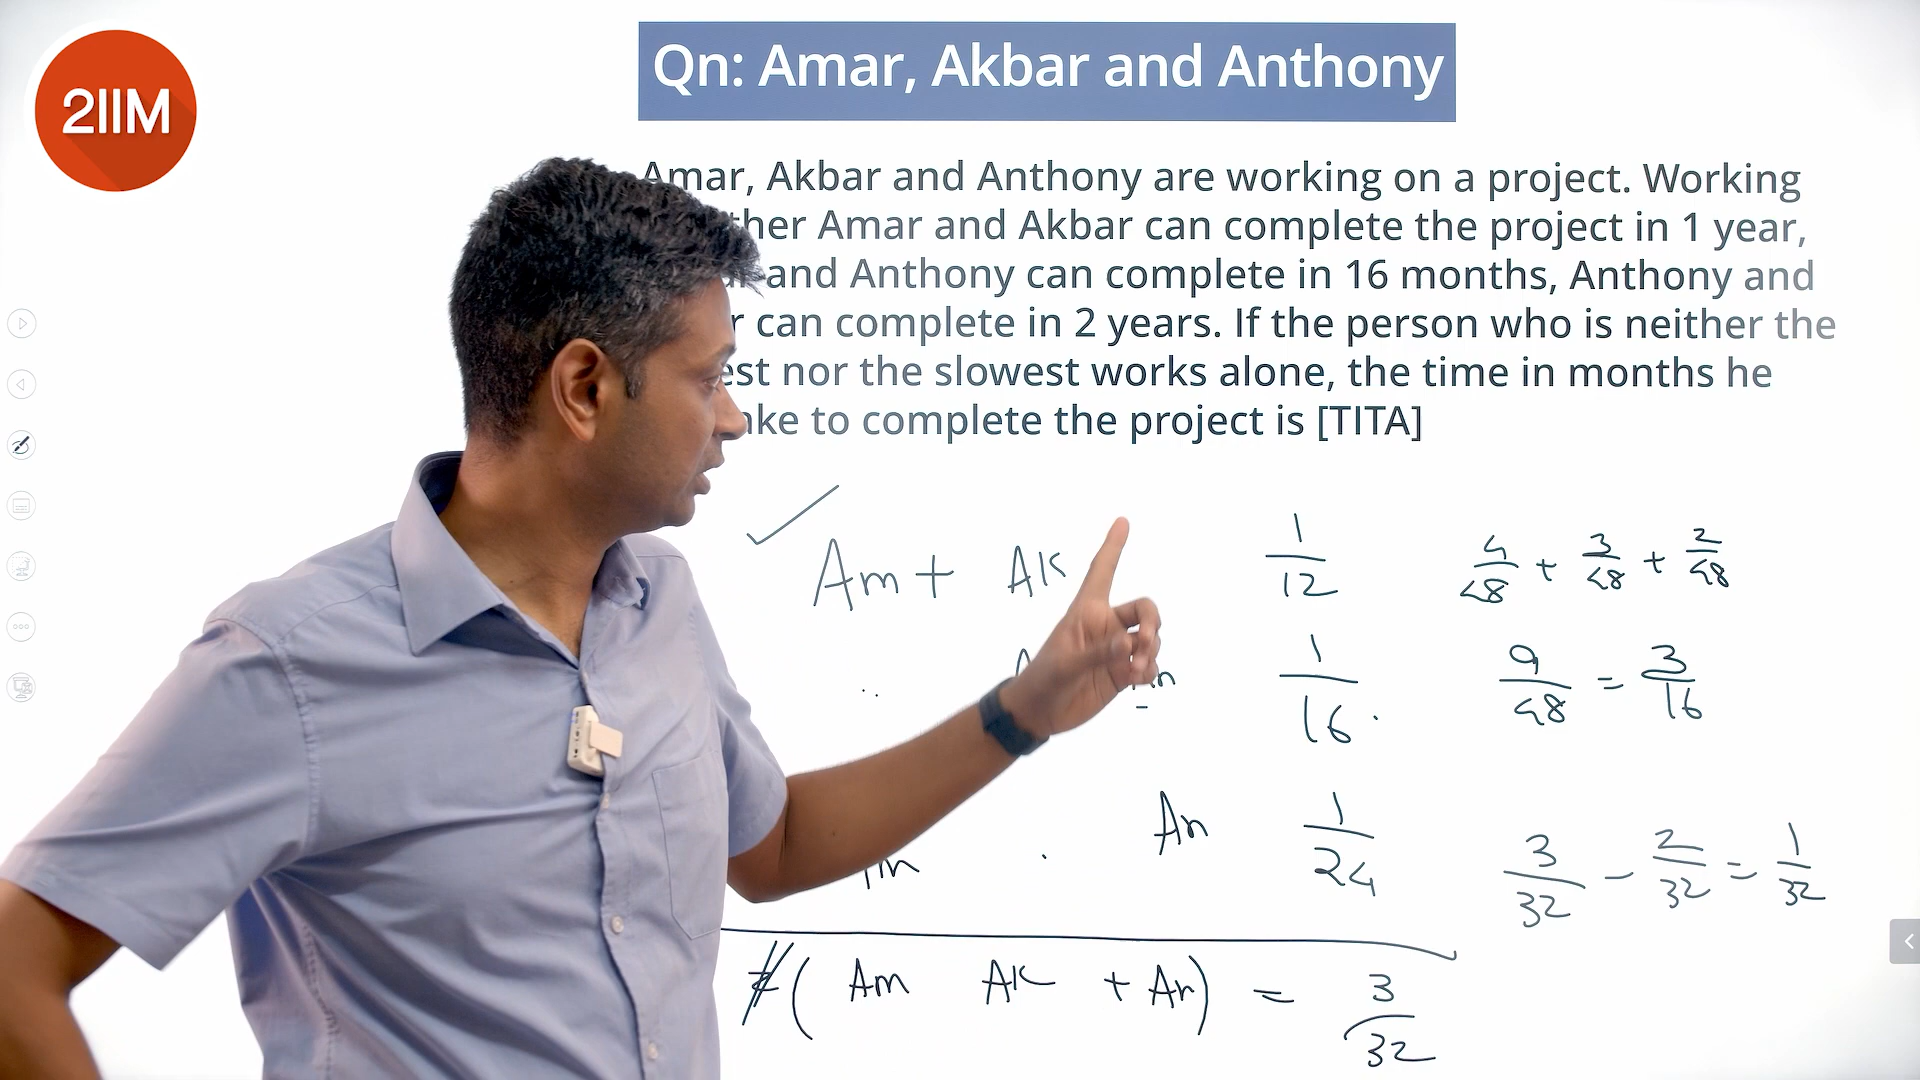 2IIM
Qn: Amar, Akbar and Anthony
Amar, Akbar and Anthony are working on a project. Working
ther Amar and Akbar can complete the project in 1 year,
and Anthony can complete in 16 months, Anthony and
r can complete in 2 years. If the person who is neither the
est nor the slowest works alone, the time in months he
ke to complete the project is [TITA]
Am + AK 1/12 4/48 + 3/48 + 2/48
1/16 9/48 = 3/16
An 1/24 3/32 - 2/32 = 1/32
( Am AK + An) = 3/32